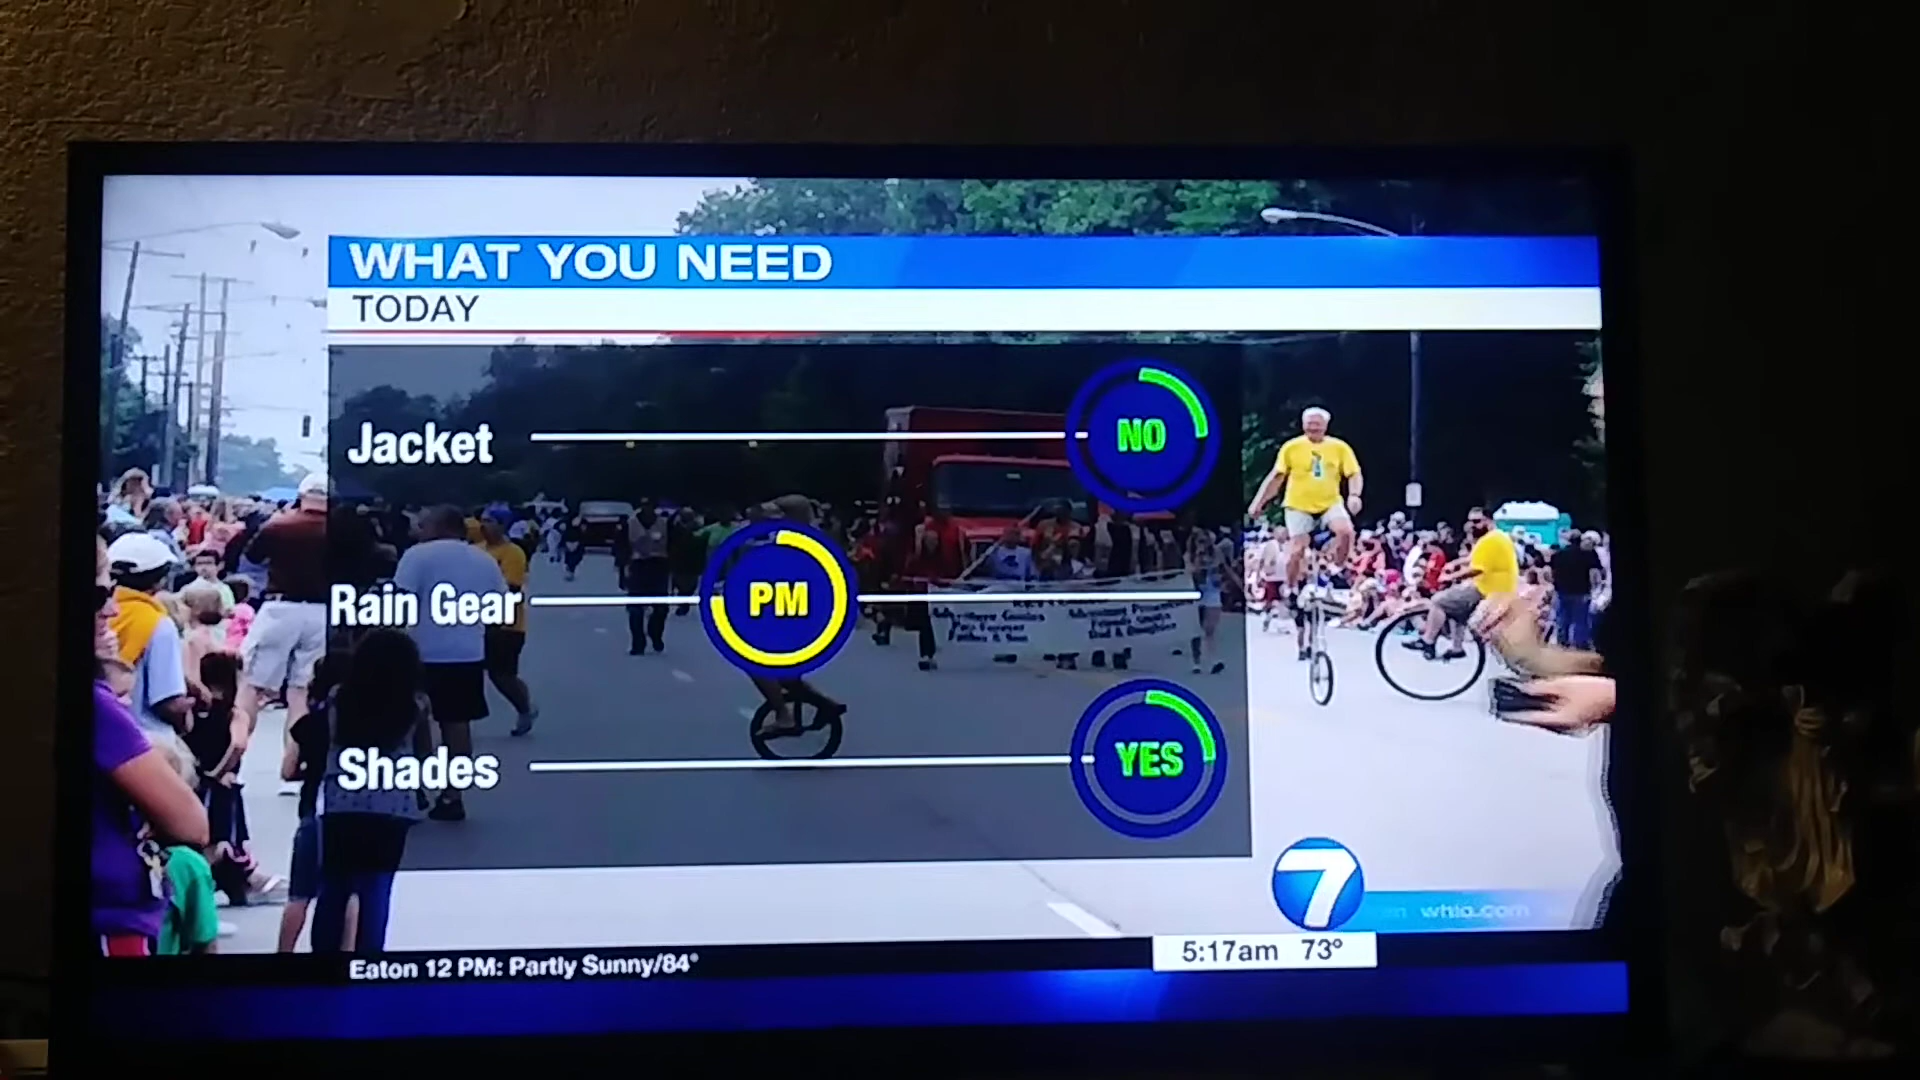 WHAT YOU NEED
TODAY
Jacket NO
Rain Gear PM
Shades YES
7
whio.com
5:17am 73°
Eaton 12 PM: Partly Sunny/84°